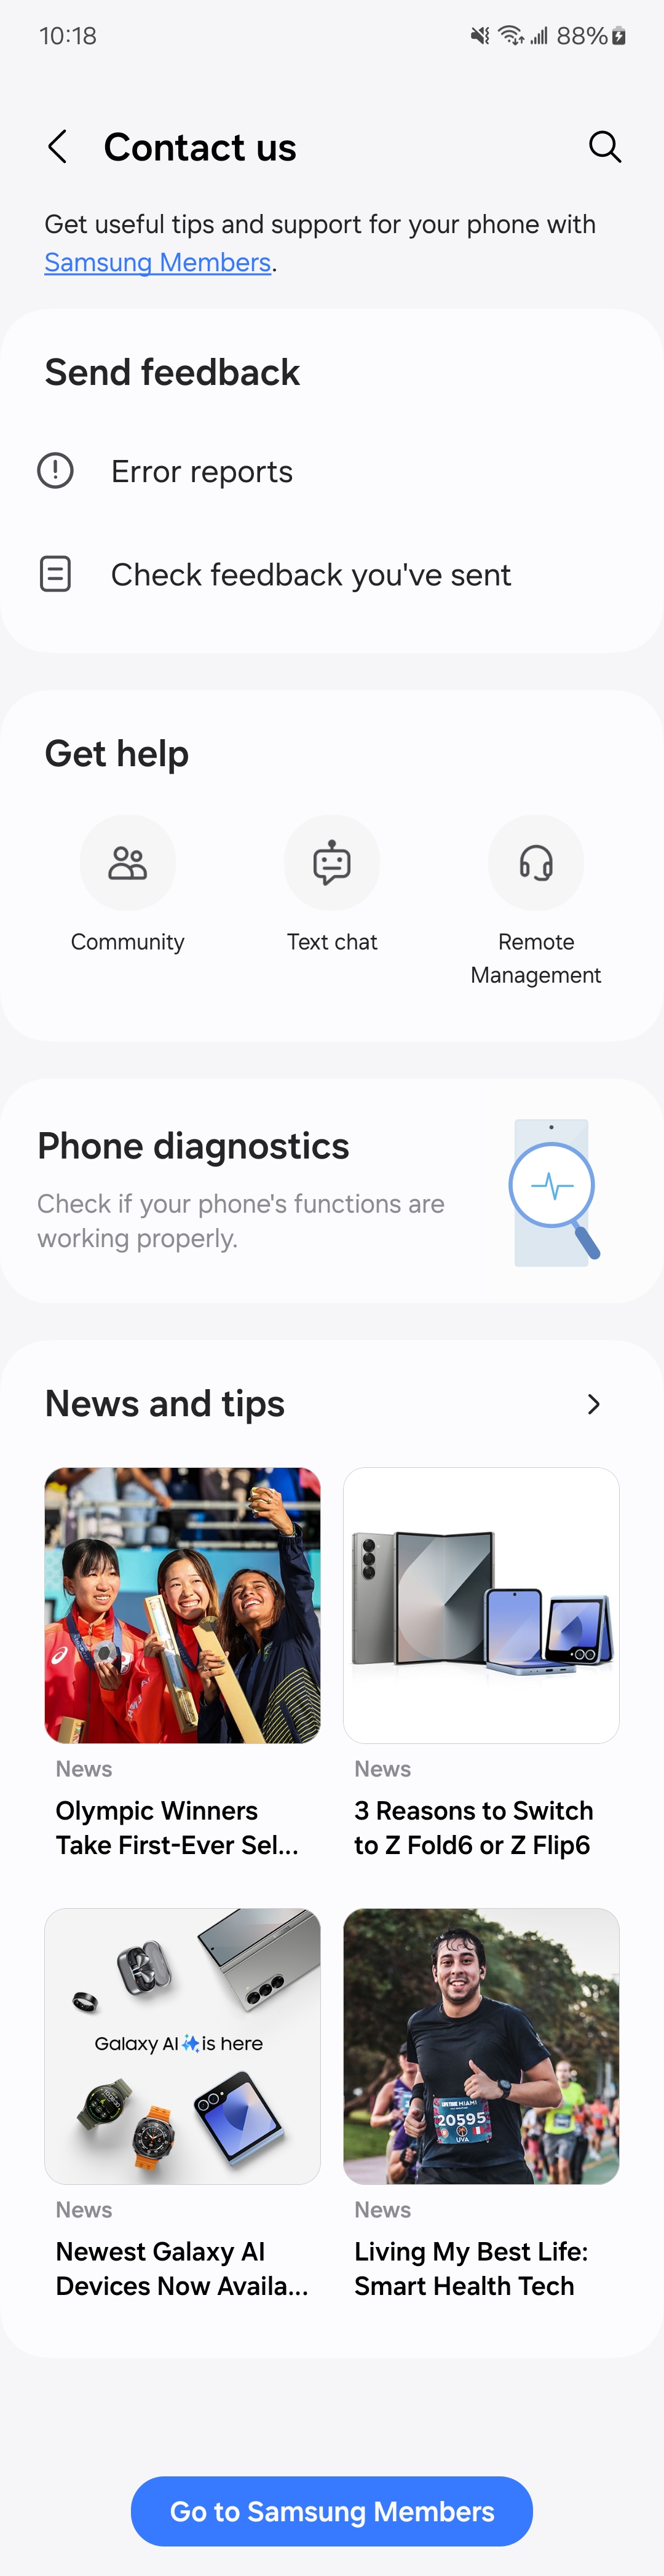 10:18
88%
Contact us
Get useful tips and support for your phone with
Samsung Members.
Send feedback
Error reports
Check feedback you've sent
Get help
Community
Text chat
Remote
Management
Phone diagnostics
Check if your phone's functions are
working properly.
News and tips
News
Olympic Winners
Take First-Ever Sel...
News
3 Reasons to Switch
to Z Fold6 or Z Flip6
Galaxy AI is here
News
Newest Galaxy AI
Devices Now Availa...
MIAMI
20595
UVA
News
Living My Best Life:
Smart Health Tech
Go to Samsung Members